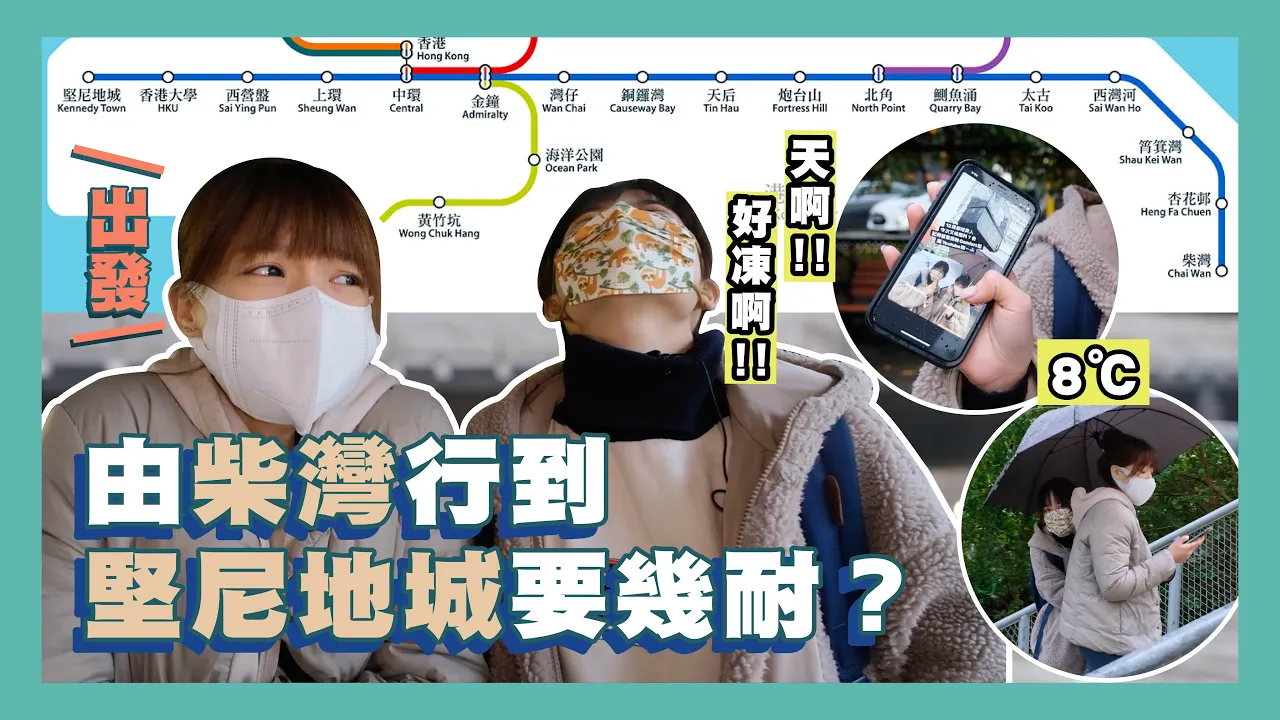 香港
Hong Kong
堅尼地城
Kennedy Town
香港大學
HKU
西營盤
Sai Ying Pun
上環
Sheung Wan
中環
Central
金鐘
Admiralty
灣仔
Wan Chai
銅鑼灣
Causeway Bay
天后
Tin Hau
炮台山
Fortress Hill
北角
North Point
鰂魚涌
Quarry Bay
太古
Tai Koo
西灣河
Sai Wan Ho
筲箕灣
Shau Kei Wan
杏花邨
Heng Fa Chuen
柴灣
Chai Wan
海洋公園
Ocean Park
黃竹坑
Wong Chuk Hang
出發
天啊!!
好凍啊!!
8℃
由柴灣行到
堅尼地城要幾耐？